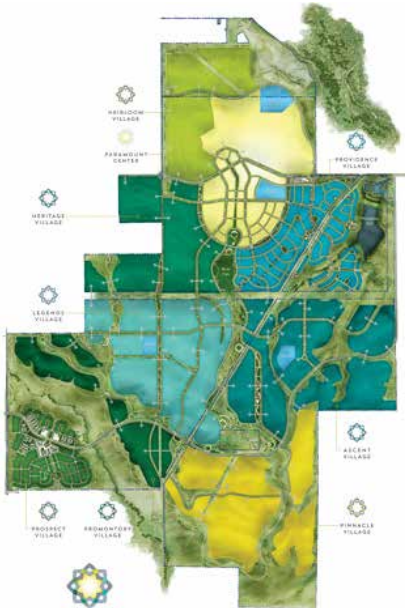 HEIRLOOM
VILLAGE
PARAMOUNT
CENTER
PROVIDENCE
VILLAGE
HERITAGE
VILLAGE
LEGENDS
VILLAGE
ASCENT
VILLAGE
PROSPECT
VILLAGE
PROMONTORY
VILLAGE
PINNACLE
VILLAGE